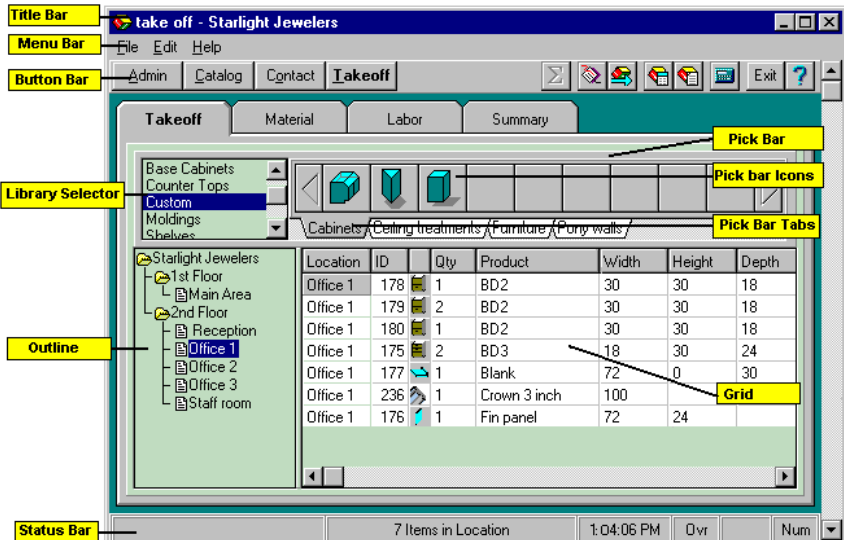 Title Bar
take off - Starlight Jewelers
Menu Bar
File Edit Help
Button Bar
Admin Catalog Contact Takeoff Σ Exit ?
Takeoff Material Labor Summary
Pick Bar
Library Selector
Base Cabinets
Counter Tops
Custom
Moldings
Shelves
Pick bar Icons
Cabinets Ceiling treatments Furniture Pony walls
Pick Bar Tabs
Outline
Starlight Jewelers
1st Floor
Main Area
2nd Floor
Reception
Office 1
Office 2
Office 3
Staff room
Location ID Qty Product Width Height Depth
Office 1 178 1 BD2 30 30 18
Office 1 179 2 BD2 30 30 18
Office 1 180 1 BD2 30 30 18
Office 1 175 2 BD3 18 30 24
Office 1 177 1 Blank 72 0 30
Office 1 236 1 Crown 3 inch 100
Office 1 176 1 Fin panel 72 24
Grid
Status Bar
7 Items in Location 1:04:06 PM Ovr Num